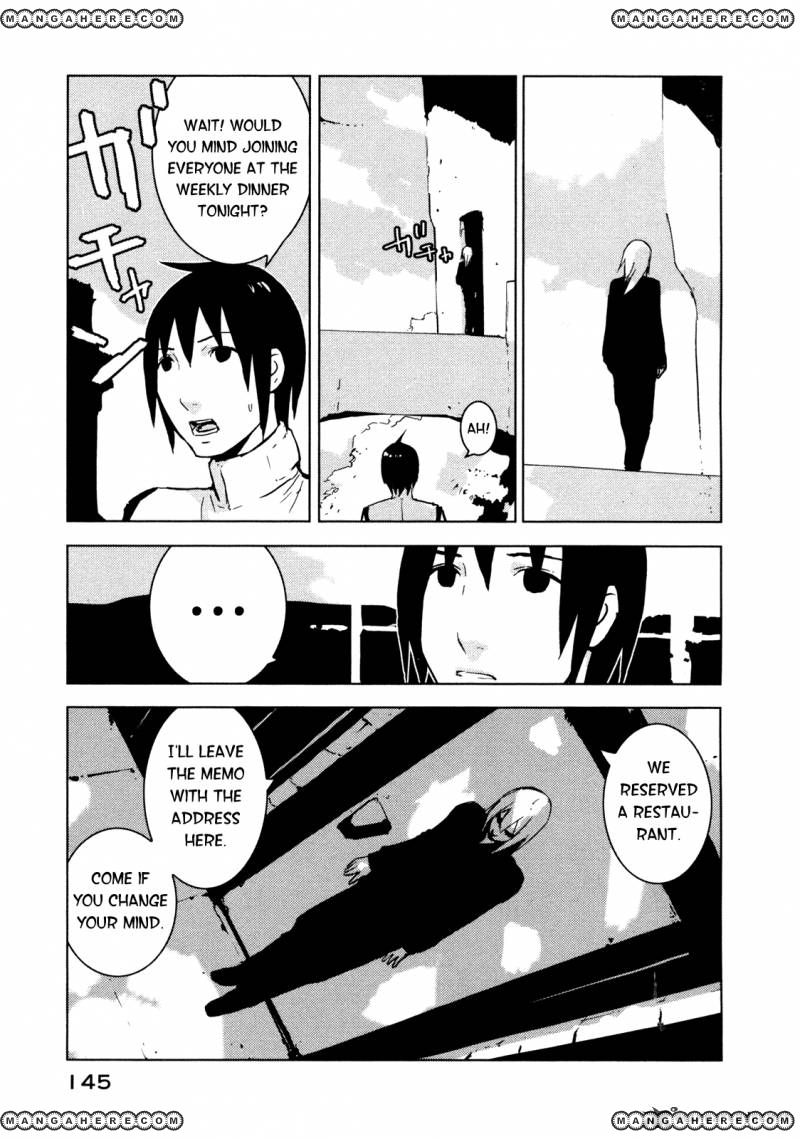 MANGAHERE.COM
MANGAHERE.COM
AH!
ガチャ
WAIT! WOULD
YOU MIND JOINING
EVERYONE AT THE
WEEKLY DINNER
TONIGHT?
ガチャ
...
WE
RESERVED
A RESTAU-
RANT.
I'LL LEAVE
THE MEMO
WITH THE
ADDRESS
HERE.
COME IF
YOU CHANGE
YOUR MIND.
145
MANGAHERE.COM
MANGAHERE.COM